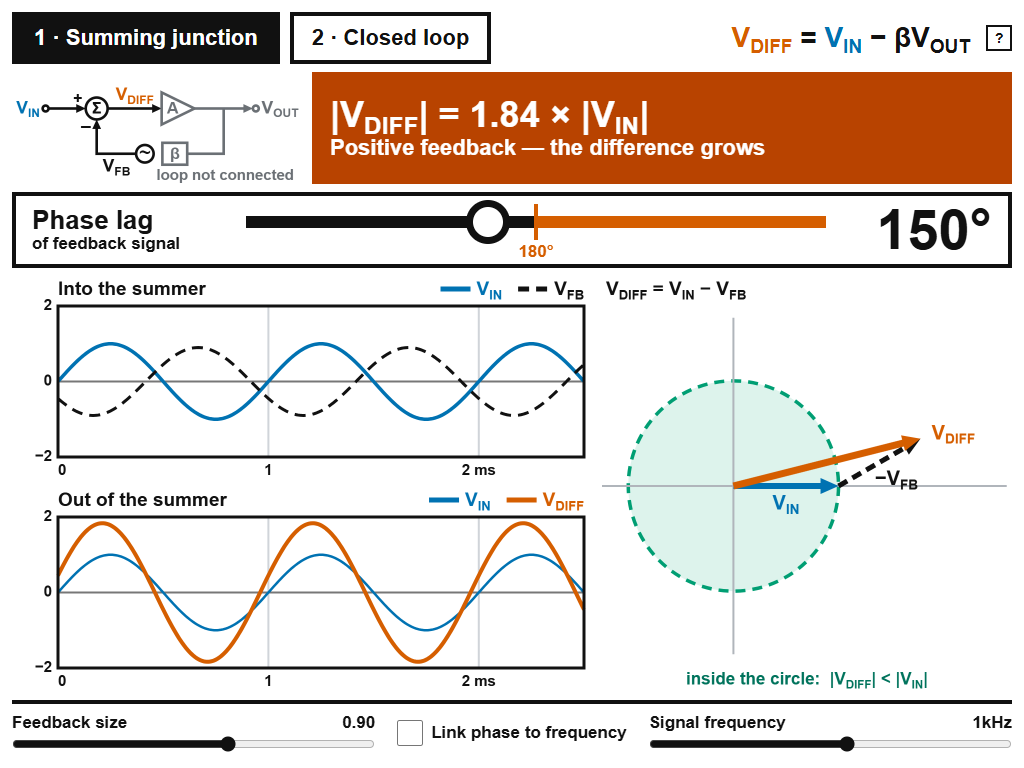 1 · Summing junction
2 · Closed loop
VDIFF = VIN − βVOUT
?
VIN
+
Σ
−
VDIFF
A
VOUT
VFB
~
β
loop not connected
|VDIFF| = 1.84 × |VIN|
Positive feedback — the difference grows
Phase lag
of feedback signal
180°
150°
Into the summer
VIN
VFB
2
0
−2
0
1
2 ms
Out of the summer
VIN
VDIFF
2
0
−2
0
1
2 ms
VDIFF = VIN − VFB
VDIFF
−VFB
VIN
inside the circle: |VDIFF| < |VIN|
Feedback size
0.90
Link phase to frequency
Signal frequency
1kHz